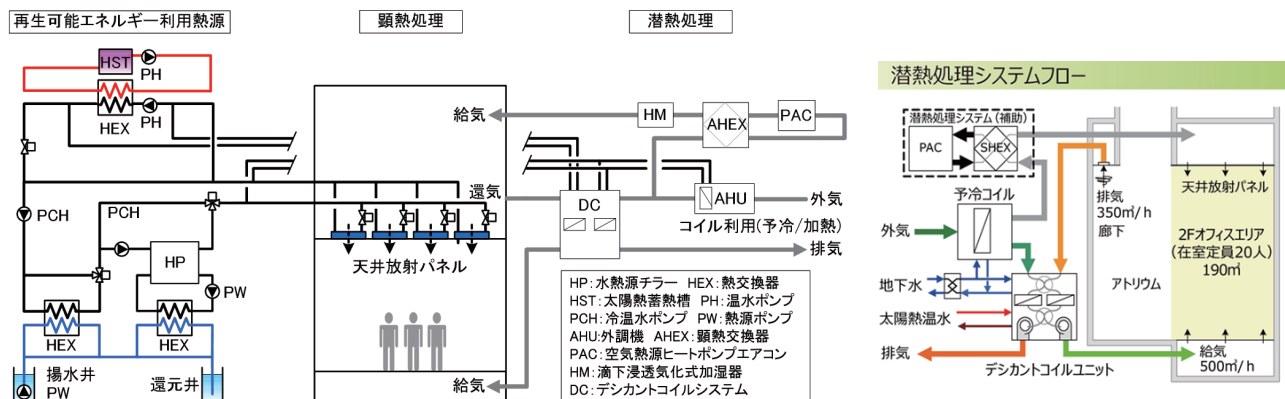 再生可能エネルギー利用熱源
顕熱処理
潜熱処理
HST
PH
PH
HEX
PCH
PCH
HP
PW
HEX
HEX
揚水井
PW
還元井
給気
還気
天井放射パネル
給気
HM
AHEX
PAC
DC
AHU
外気
コイル利用(予冷/加熱)
排気
HP:水熱源チラー HEX:熱交換器
HST:太陽熱蓄熱槽 PH:温水ポンプ
PCH:冷温水ポンプ PW:熱源ポンプ
AHU:外調機 AHEX:顕熱交換器
PAC:空気熱源ヒートポンプエアコン
HM:滴下浸透気化式加湿器
DC:デシカントコイルシステム
潜熱処理システムフロー
潜熱処理システム(補助)
PAC
SHEX
予冷コイル
外気
地下水
太陽熱温水
排気
デシカントコイルユニット
排気
350㎥/h
廊下
アトリウム
天井放射パネル
2Fオフィスエリア
(在室定員20人)
190㎡
給気
500㎥/h